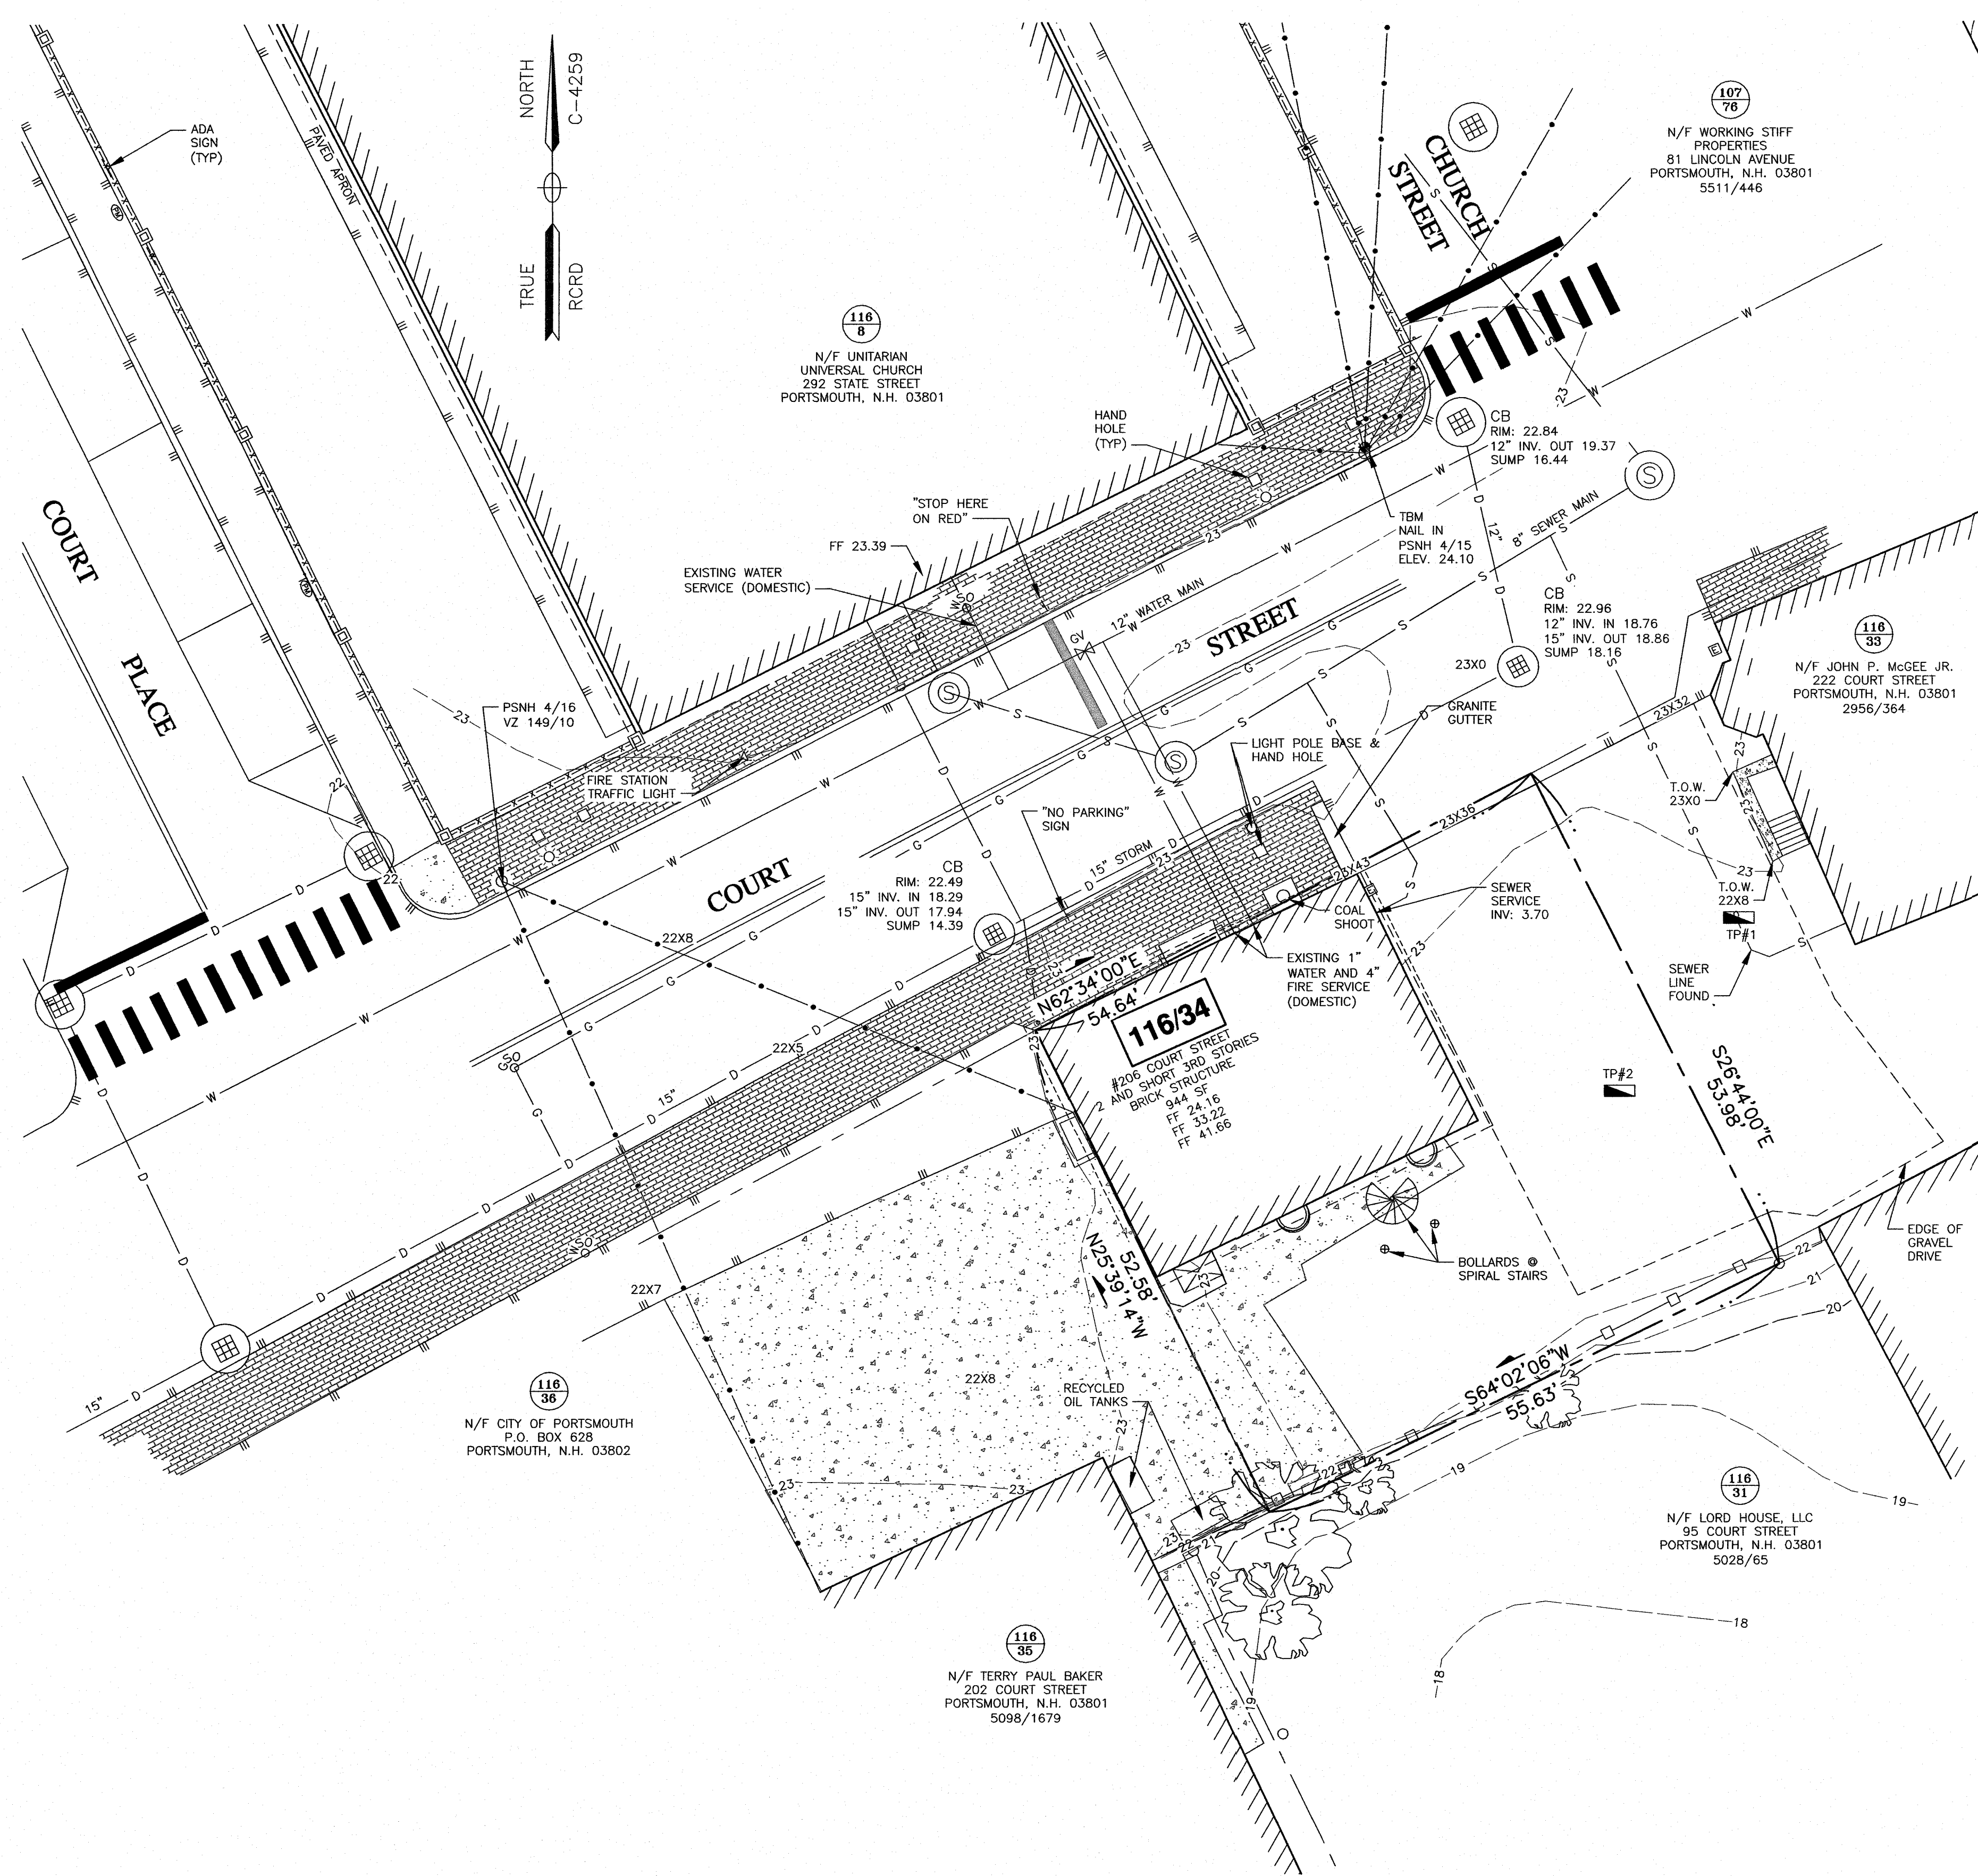 ADA
SIGN
(TYP)
PAVED APRON
NORTH
C-4259
TRUE
RCRD
107
76
N/F WORKING STIFF
PROPERTIES
81 LINCOLN AVENUE
PORTSMOUTH, N.H. 03801
5511/446
CHURCH
STREET
116
8
N/F UNITARIAN
UNIVERSAL CHURCH
292 STATE STREET
PORTSMOUTH, N.H. 03801
HAND
HOLE
(TYP)
CB
RIM: 22.84
12" INV. OUT 19.37
SUMP 16.44
"STOP HERE
ON RED"
FF 23.39
EXISTING WATER
SERVICE (DOMESTIC)
WSO
TBM
NAIL IN
PSNH 4/15
ELEV. 24.10
12"
8" SEWER MAIN
COURT
PLACE
12" WATER MAIN
GV
STREET
CB
RIM: 22.96
12" INV. IN 18.76
15" INV. OUT 18.86
SUMP 18.16
23X0
116
33
N/F JOHN P. McGEE JR.
222 COURT STREET
PORTSMOUTH, N.H. 03801
2956/364
PSNH 4/16
VZ 149/10
FIRE STATION
TRAFFIC LIGHT
GRANITE
GUTTER
LIGHT POLE BASE &
HAND HOLE
23X32
T.O.W.
23X0
23X36
"NO PARKING"
SIGN
15" STORM
COURT
CB
RIM: 22.49
15" INV. IN 18.29
15" INV. OUT 17.94
SUMP 14.39
23X43
COAL
SHOOT
SEWER
SERVICE
INV: 3.70
T.O.W.
22X8
TP#1
22X8
EXISTING 1"
WATER AND 4"
FIRE SERVICE
(DOMESTIC)
SEWER
LINE
FOUND
N62°34'00"E
54.64'
116/34
#206 COURT STREET
2 AND SHORT 3RD STORIES
BRICK STRUCTURE
944 SF
FF 24.16
FF 33.22
FF 41.66
22X5
15"
GSO
TP#2
S26°44'00"E
53.98'
WSO
22X7
52.58'
N25°39'14"W
BOLLARDS @
SPIRAL STAIRS
EDGE OF
GRAVEL
DRIVE
S64°02'06"W
55.63'
15"
116
36
N/F CITY OF PORTSMOUTH
P.O. BOX 628
PORTSMOUTH, N.H. 03802
22X8
RECYCLED
OIL TANKS
116
31
N/F LORD HOUSE, LLC
95 COURT STREET
PORTSMOUTH, N.H. 03801
5028/65
116
35
N/F TERRY PAUL BAKER
202 COURT STREET
PORTSMOUTH, N.H. 03801
5098/1679